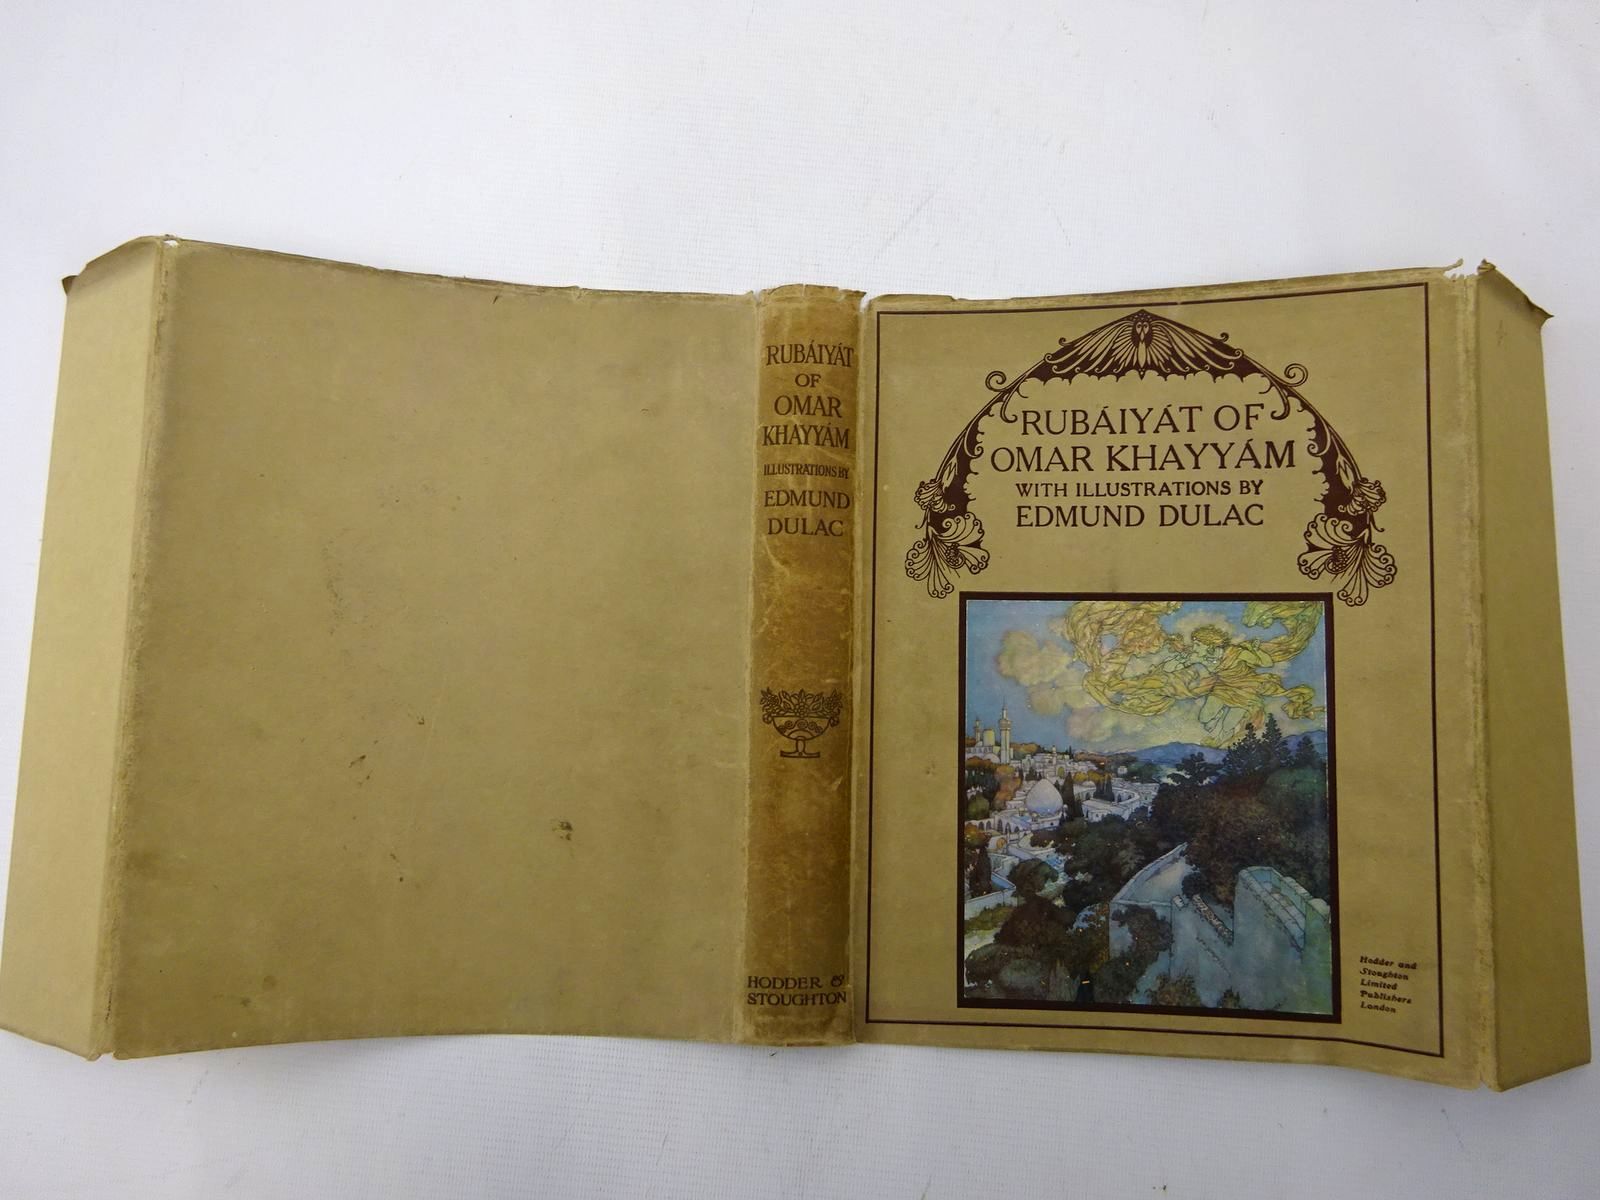 RUBÁIYÁT
OF
OMAR
KHAYYÁM
ILLUSTRATIONS BY
EDMUND
DULAC
HODDER &
STOUGHTON
RUBÁIYÁT OF
OMAR KHAYYÁM
WITH ILLUSTRATIONS BY
EDMUND DULAC
Hodder and
Stoughton
Limited
Publishers
London